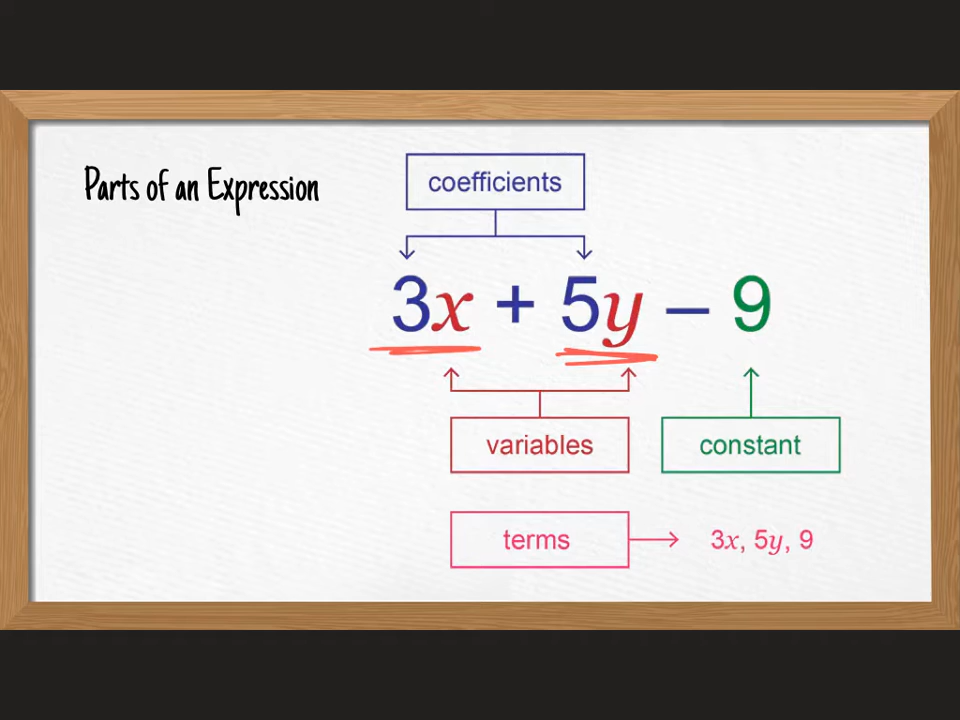 Parts of an Expression
coefficients
3x + 5y – 9
variables
constant
terms
3x, 5y, 9